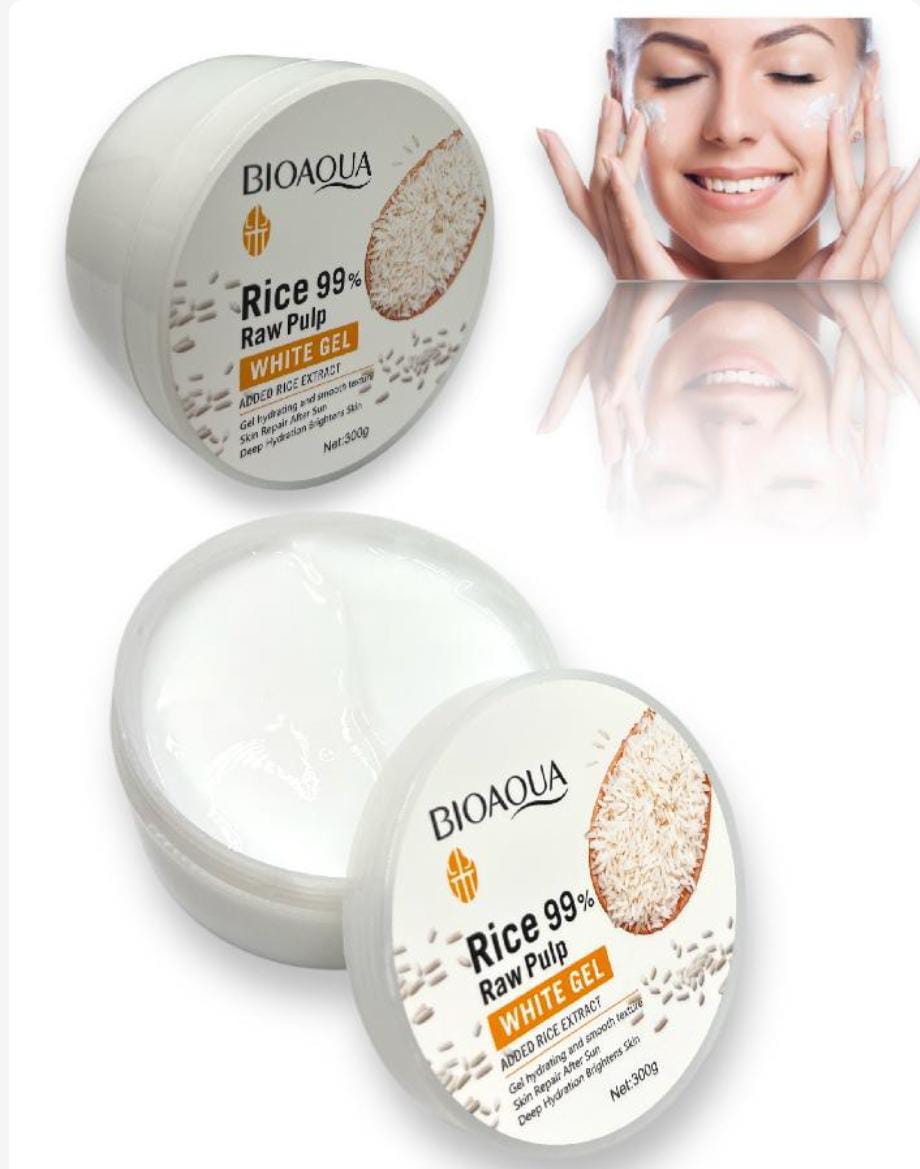 BIOAQUA
Rice 99%
Raw Pulp
WHITE GEL
ADDED RICE EXTRACT
Gel hydrating and smooth texture
Skin Repair After Sun
Deep Hydration Brightens Skin
Net:300g
BIOAQUA
Rice 99%
Raw Pulp
WHITE GEL
ADDED RICE EXTRACT
Gel hydrating and smooth texture
Skin Repair After Sun
Deep Hydration Brightens Skin
Net:300g